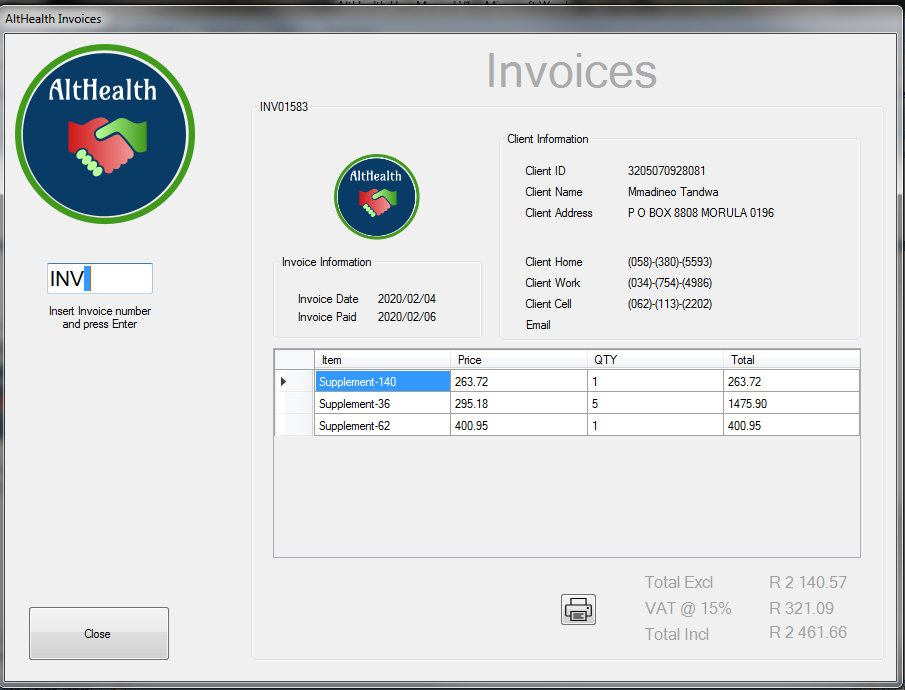 AltHealth Invoices
AltHealth
Invoices
INV01583
AltHealth
Client Information
Client ID 3205070928081
Client Name Mmadineo Tandwa
Client Address P O BOX 8808 MORULA 0196
Client Home (058)-(380)-(5593)
Client Work (034)-(754)-(4986)
Client Cell (062)-(113)-(2202)
Email
Invoice Information
Invoice Date 2020/02/04
Invoice Paid 2020/02/06
INV
Insert Invoice number
and press Enter
Item Price QTY Total
Supplement-140 263.72 1 263.72
Supplement-36 295.18 5 1475.90
Supplement-62 400.95 1 400.95
Total Excl R 2 140.57
VAT @ 15% R 321.09
Total Incl R 2 461.66
Close